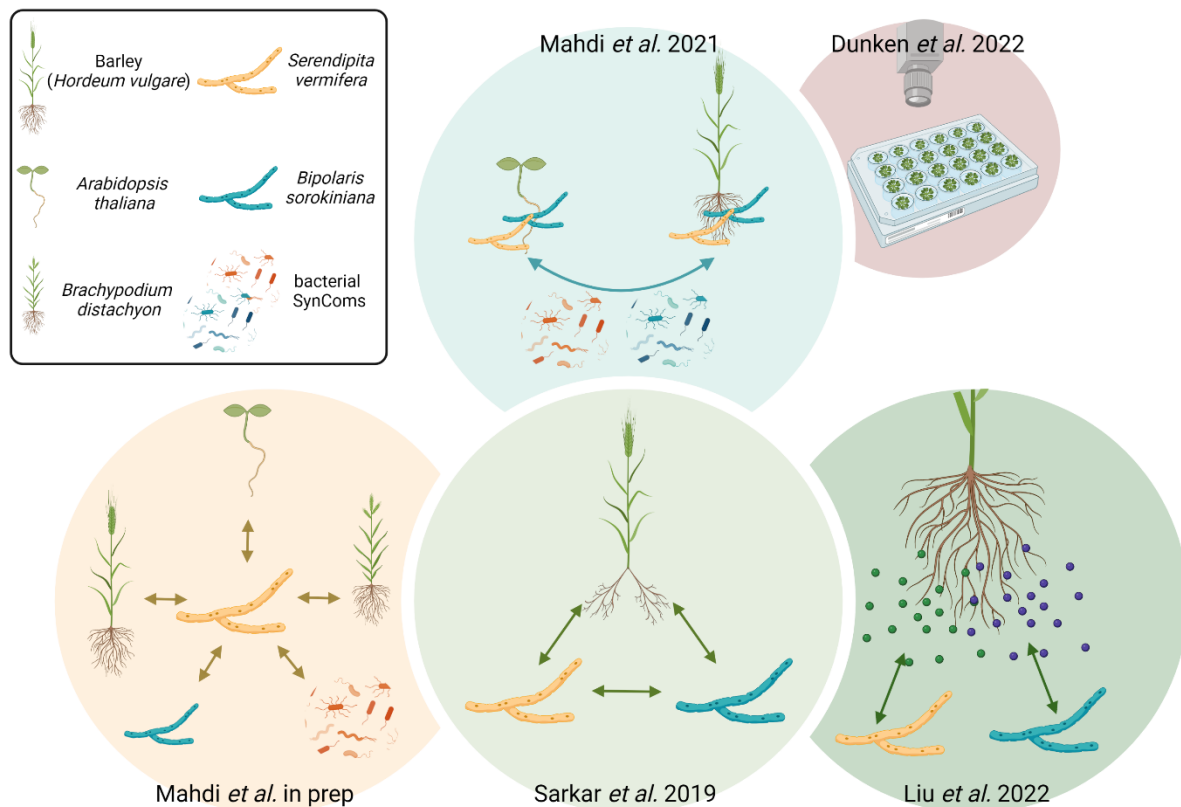 Barley
(Hordeum vulgare)
Serendipita
vermifera
Arabidopsis
thaliana
Bipolaris
sorokiniana
Brachypodium
distachyon
bacterial
SynComs
Mahdi et al. 2021
Dunken et al. 2022
Mahdi et al. in prep
Sarkar et al. 2019
Liu et al. 2022